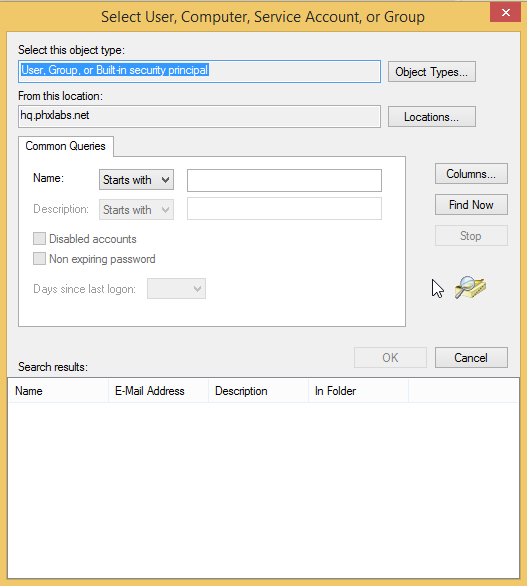 Select User, Computer, Service Account, or Group
x
Select this object type:
User, Group, or Built-in security principal
Object Types...
From this location:
hq.phxlabs.net
Locations...
Common Queries
Name:
Starts with
Columns...
Description:
Starts with
Find Now
Disabled accounts
Stop
Non expiring password
Days since last logon:
OK
Cancel
Search results:
Name
E-Mail Address
Description
In Folder